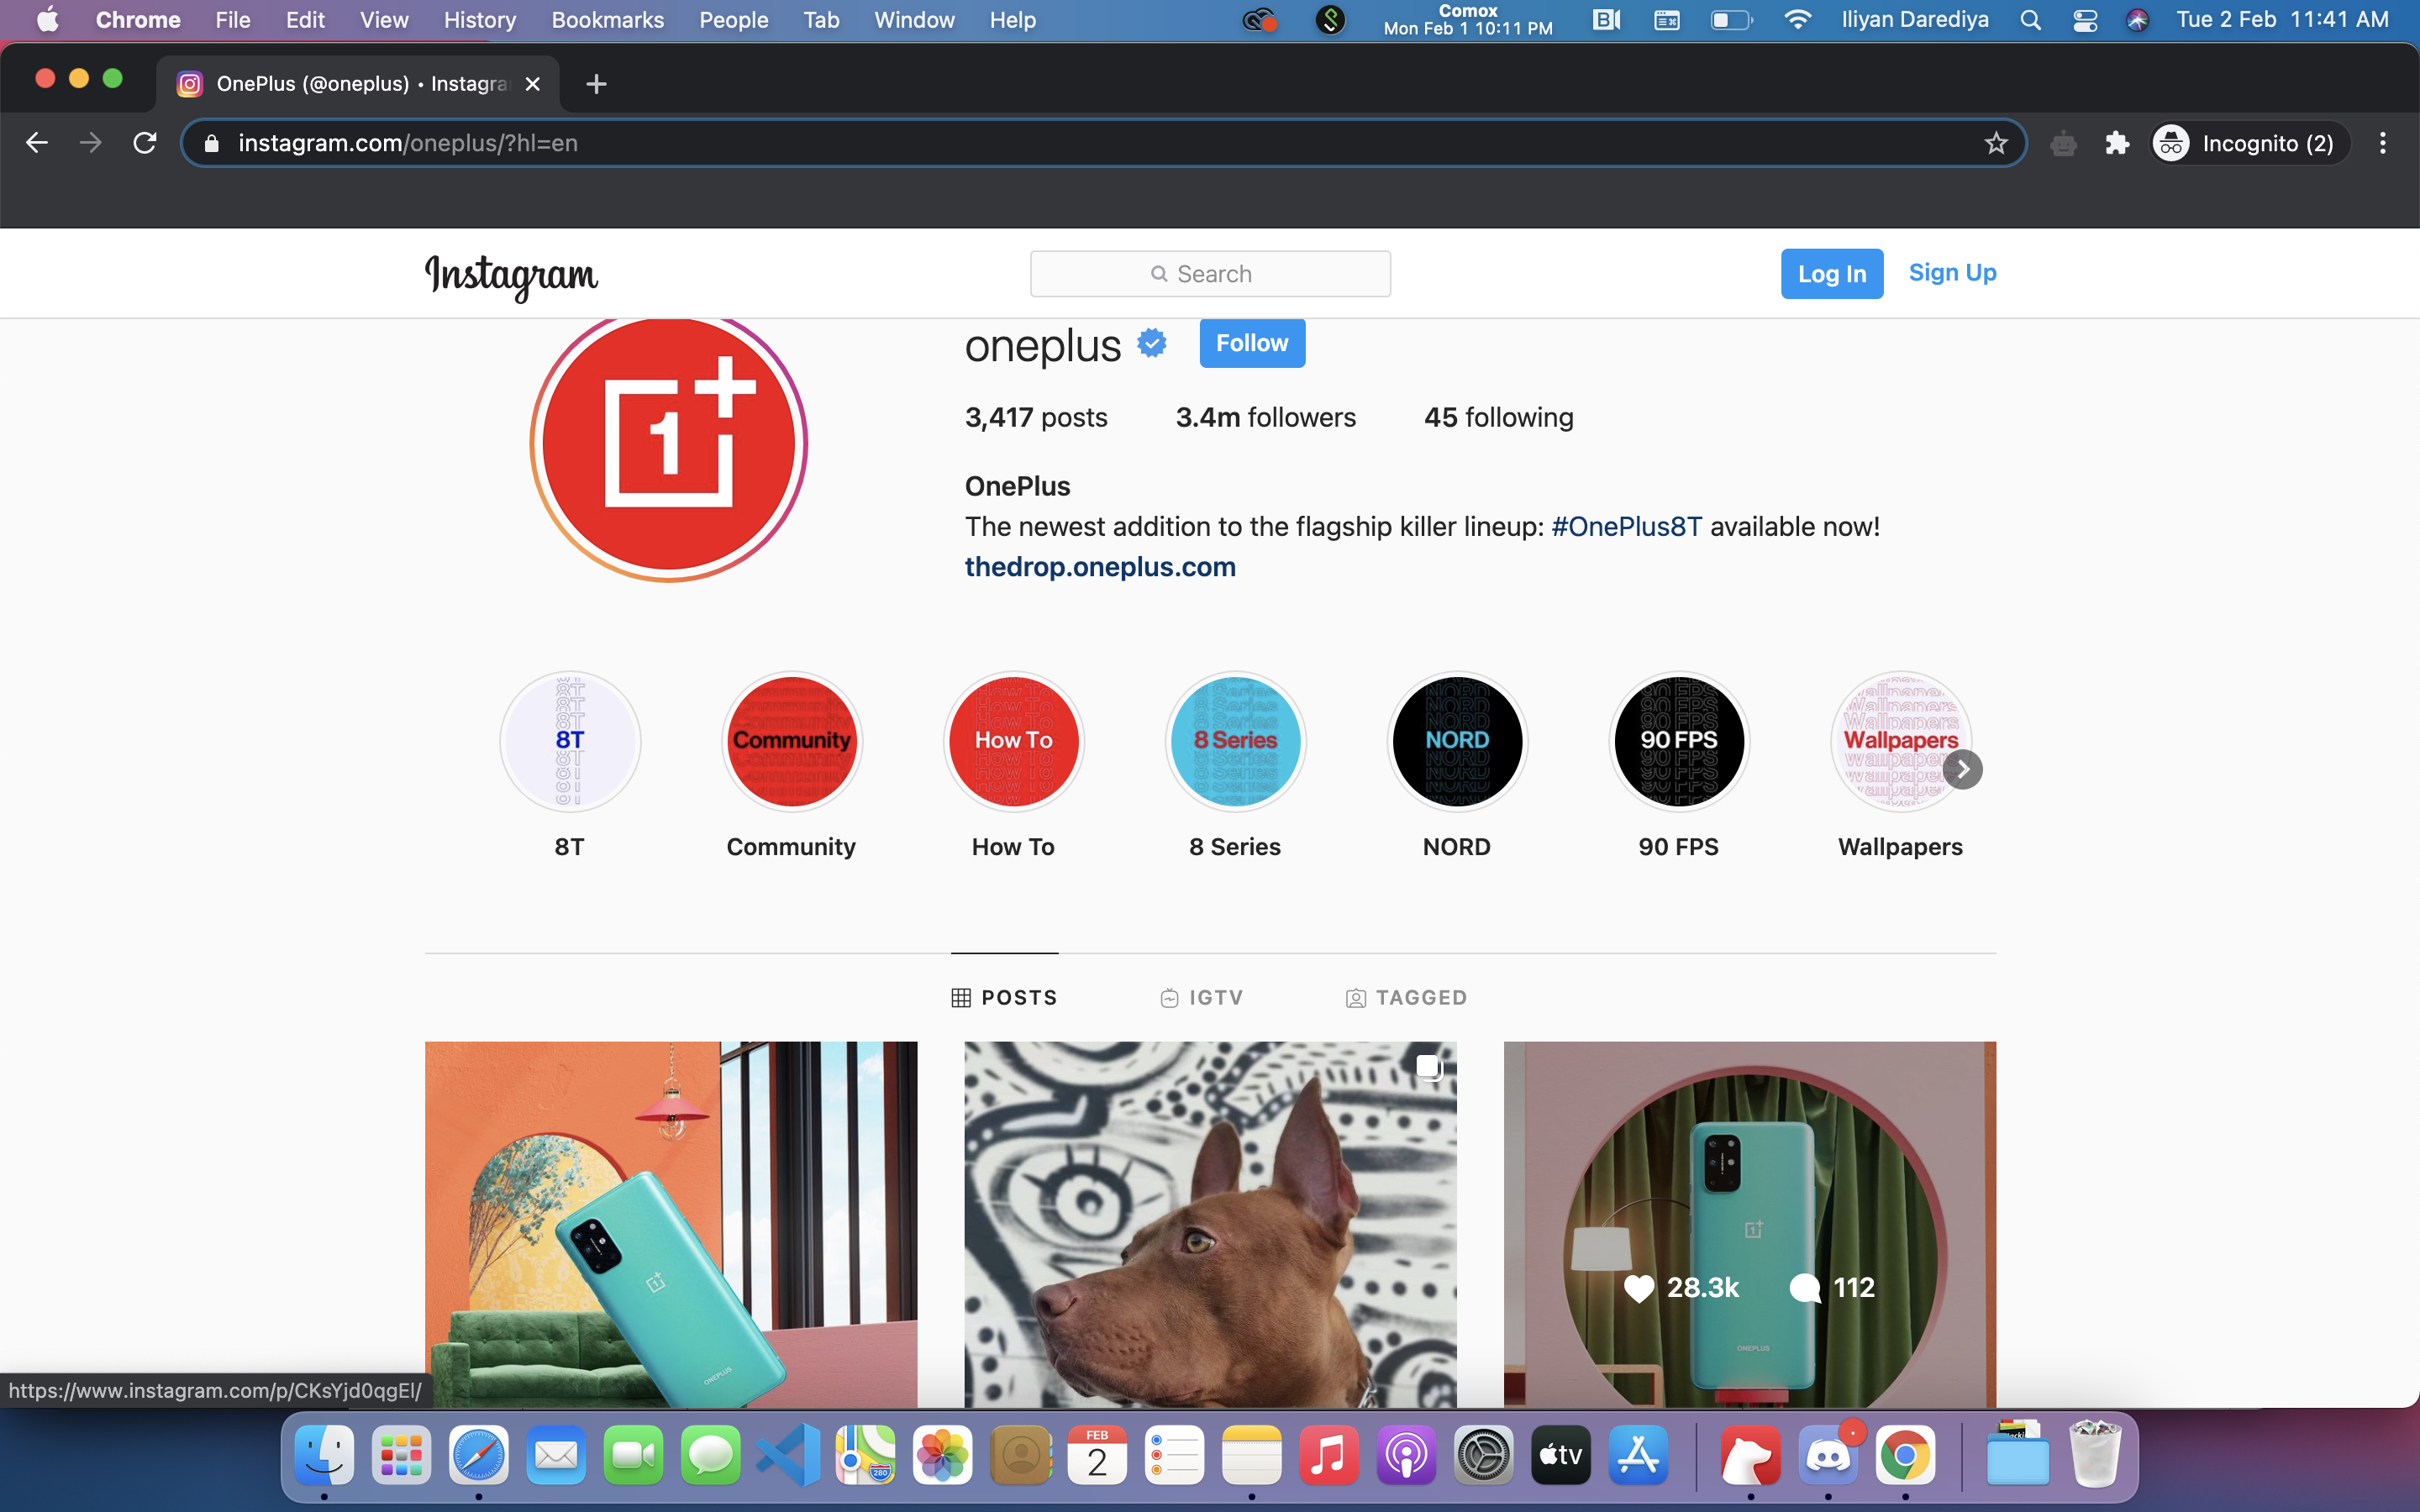 Chrome File Edit View History Bookmarks People Tab Window Help
Comox
Mon Feb 1 10:11 PM
Iliyan Darediya
Tue 2 Feb 11:41 AM
OnePlus (@oneplus) • Instagra
instagram.com/oneplus/?hl=en
Incognito (2)
Instagram
Search
Log In
Sign Up
oneplus
Follow
3,417 posts
3.4m followers
45 following
OnePlus
The newest addition to the flagship killer lineup: #OnePlus8T available now!
thedrop.oneplus.com
8T
Community
How To
8 Series
NORD
90 FPS
Wallpapers
8T
Community
How To
8 Series
NORD
90 FPS
Wallpapers
POSTS
IGTV
TAGGED
28.3k
112
ONEPLUS
ONEPLUS
https://www.instagram.com/p/CKsYjd0qgEI/
FEB
2
280
tv